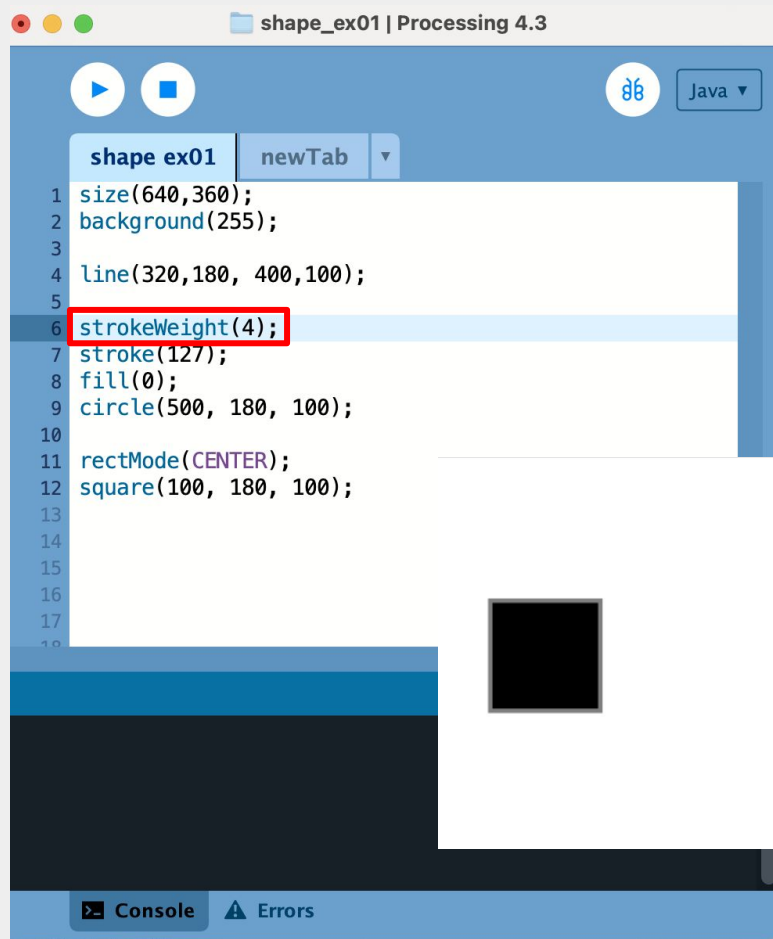 shape_ex01 | Processing 4.3
Java ▼
shape ex01 newTab ▼
1 size(640,360);
2 background(255);
3
4 line(320,180, 400,100);
5
6 strokeWeight(4);
7 stroke(127);
8 fill(0);
9 circle(500, 180, 100);
10
11 rectMode(CENTER);
12 square(100, 180, 100);
13
14
15
16
17
18
Console Errors